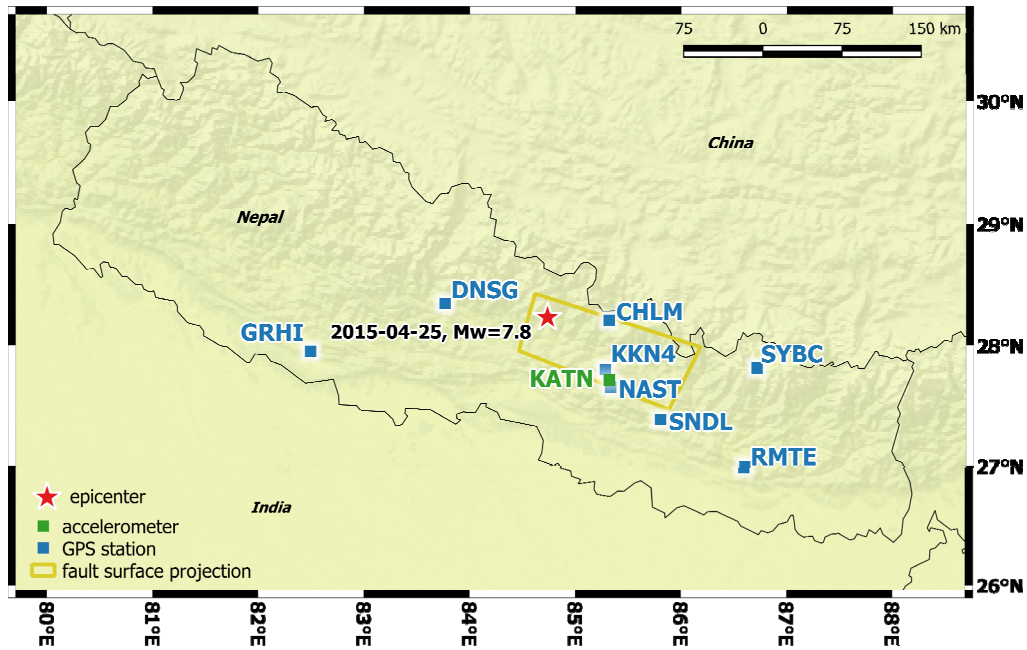 75 0 75 150 km
30°N
China
Nepal
29°N
DNSG
CHLM
2015-04-25, Mw=7.8
GRHI
28°N
KKN4
SYBC
KATN
NAST
SNDL
RMTE
27°N
epicenter
India
accelerometer
GPS station
fault surface projection
26°N
80°E
81°E
82°E
83°E
84°E
85°E
86°E
87°E
88°E